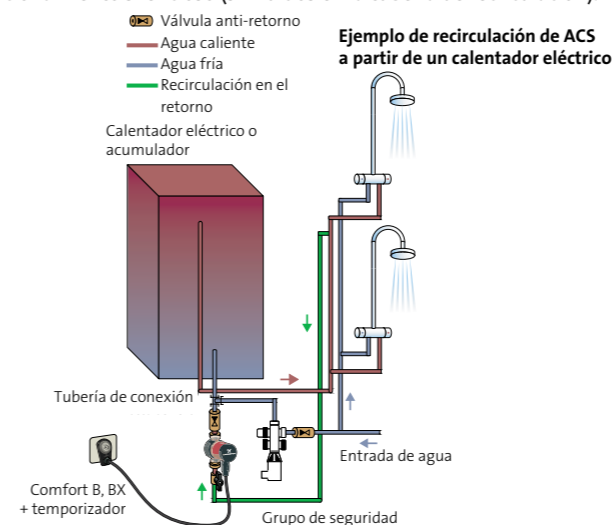 Válvula anti-retorno
Agua caliente
Agua fría
Recirculación en el
retorno
Ejemplo de recirculación de ACS
a partir de un calentador eléctrico
Calentador eléctrico o
acumulador
Tubería de conexión
Entrada de agua
Comfort B, BX
+ temporizador
Grupo de seguridad